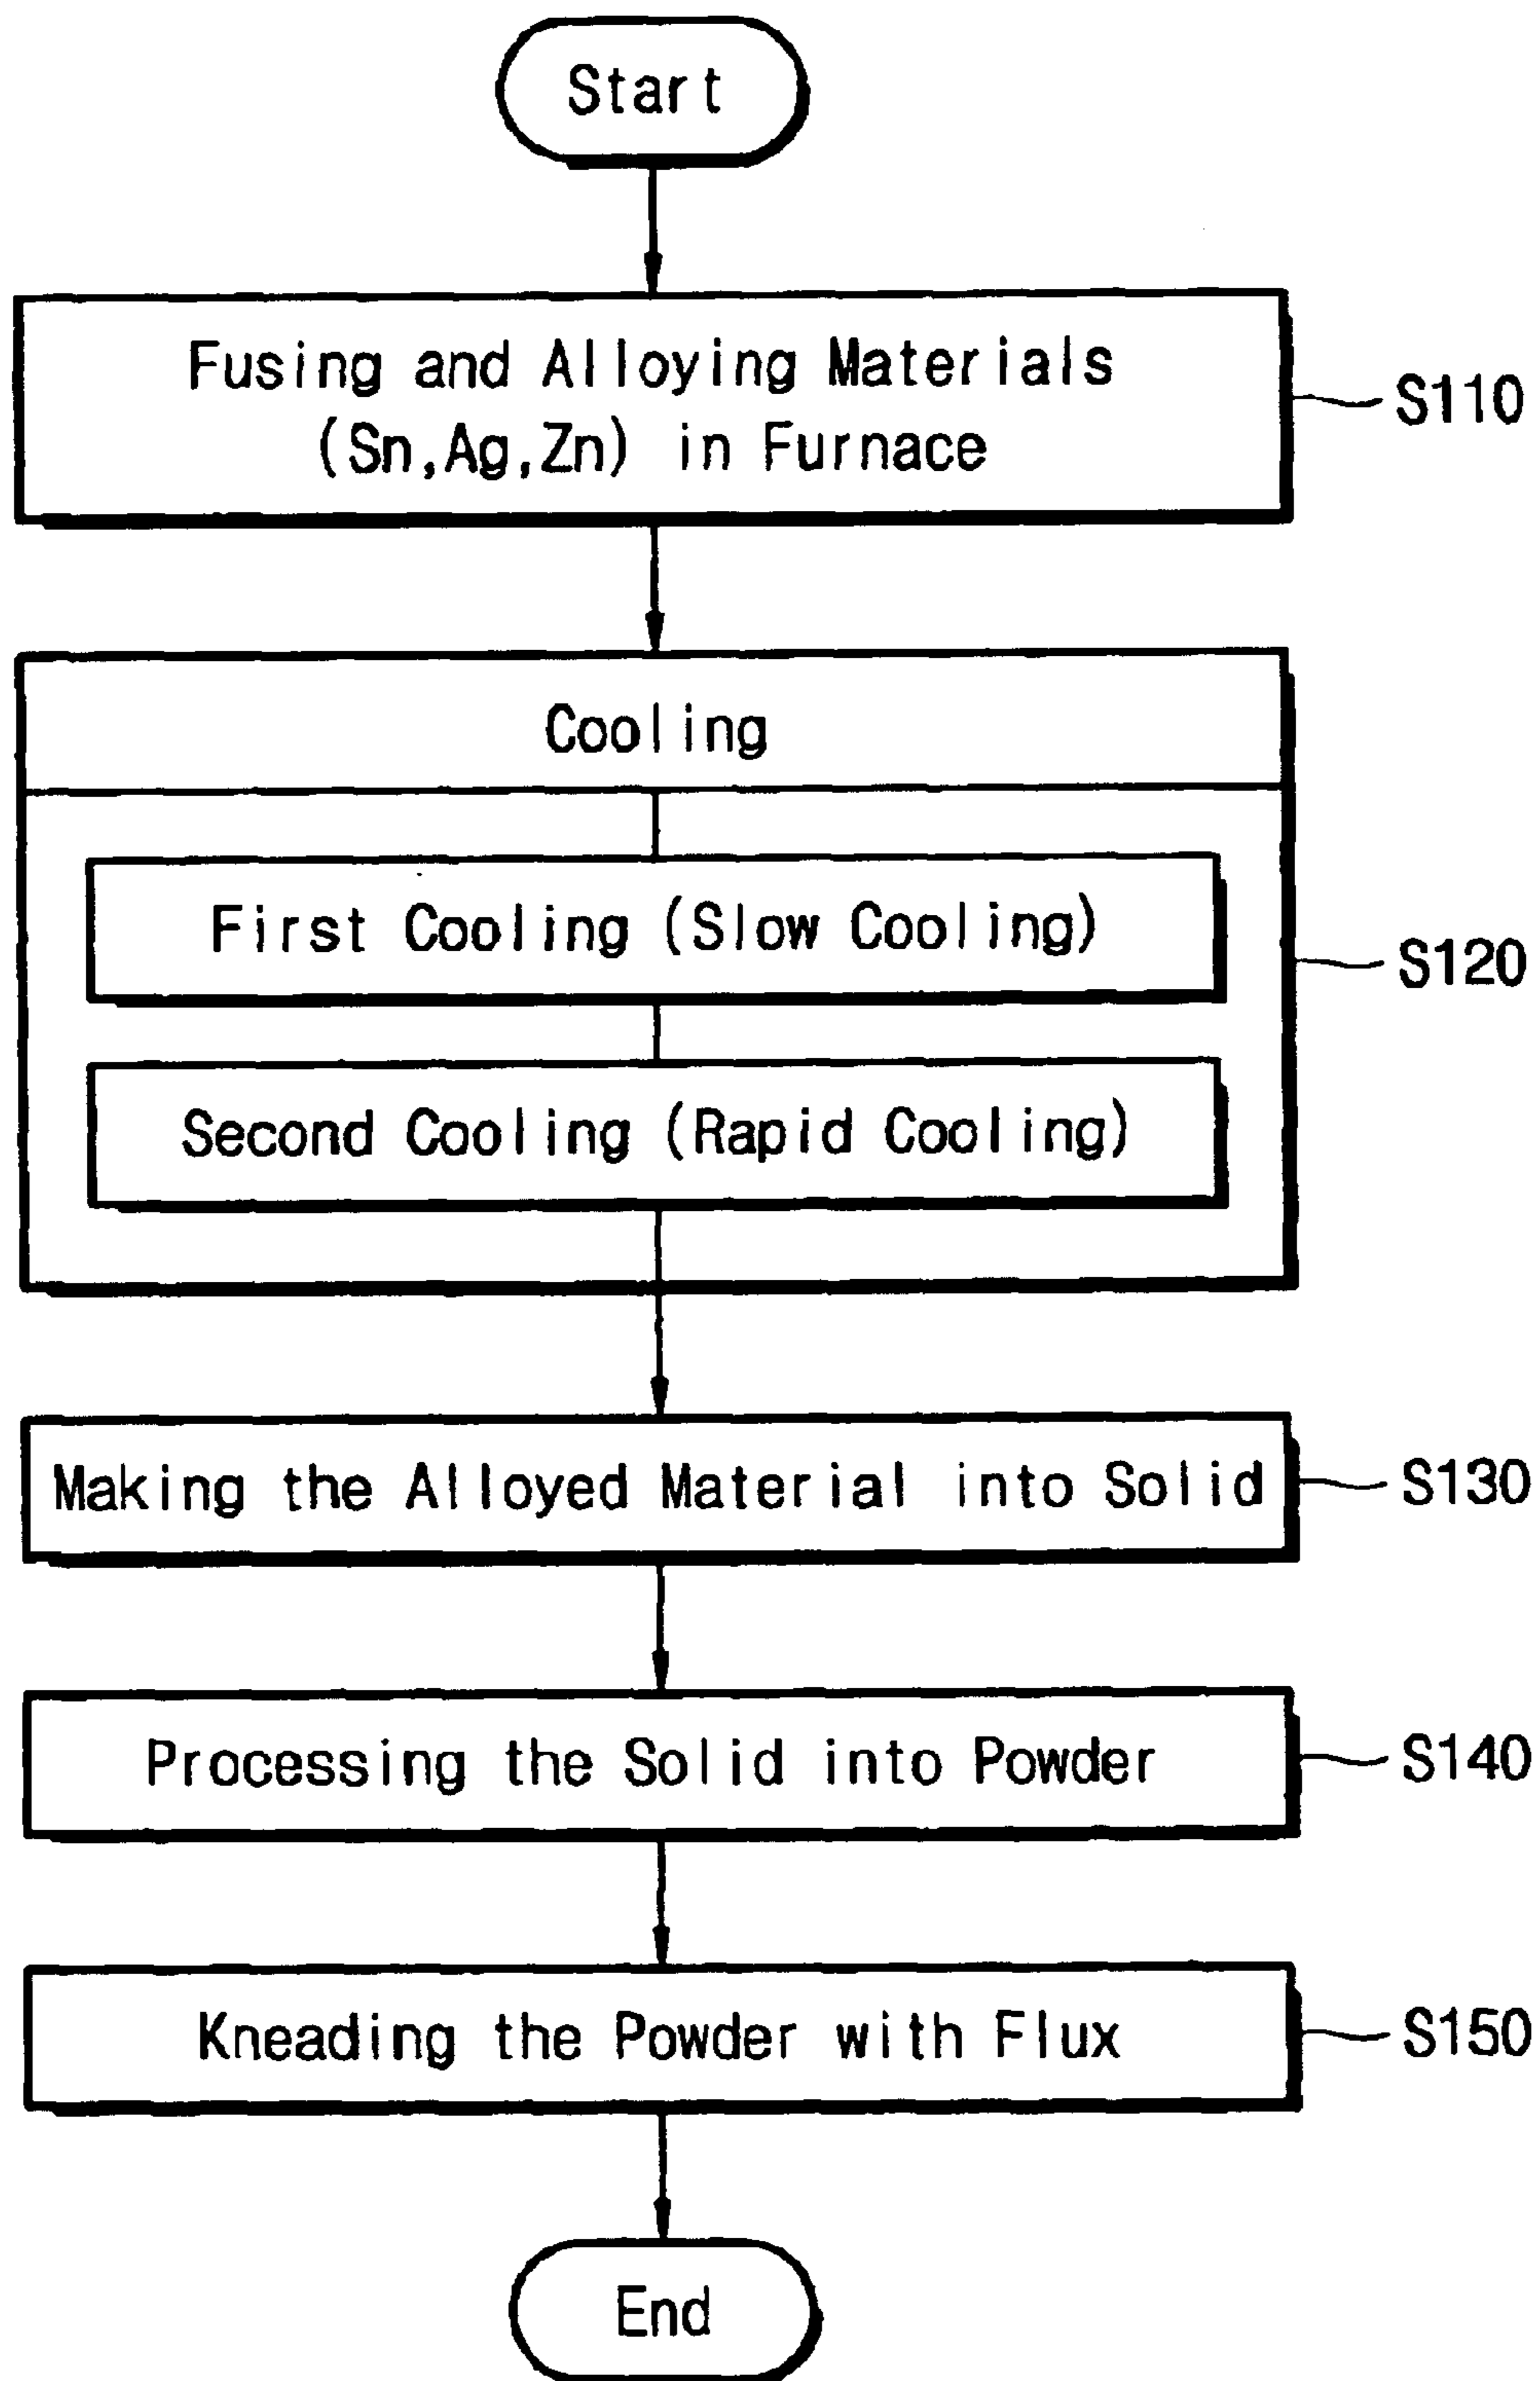 Start
Fusing and Alloying Materials
(Sn,Ag,Zn) in Furnace
S110
Cooling
First Cooling (Slow Cooling)
S120
Second Cooling (Rapid Cooling)
Making the Alloyed Material into Solid
S130
Processing the Solid into Powder
S140
Kneading the Powder with Flux
S150
End